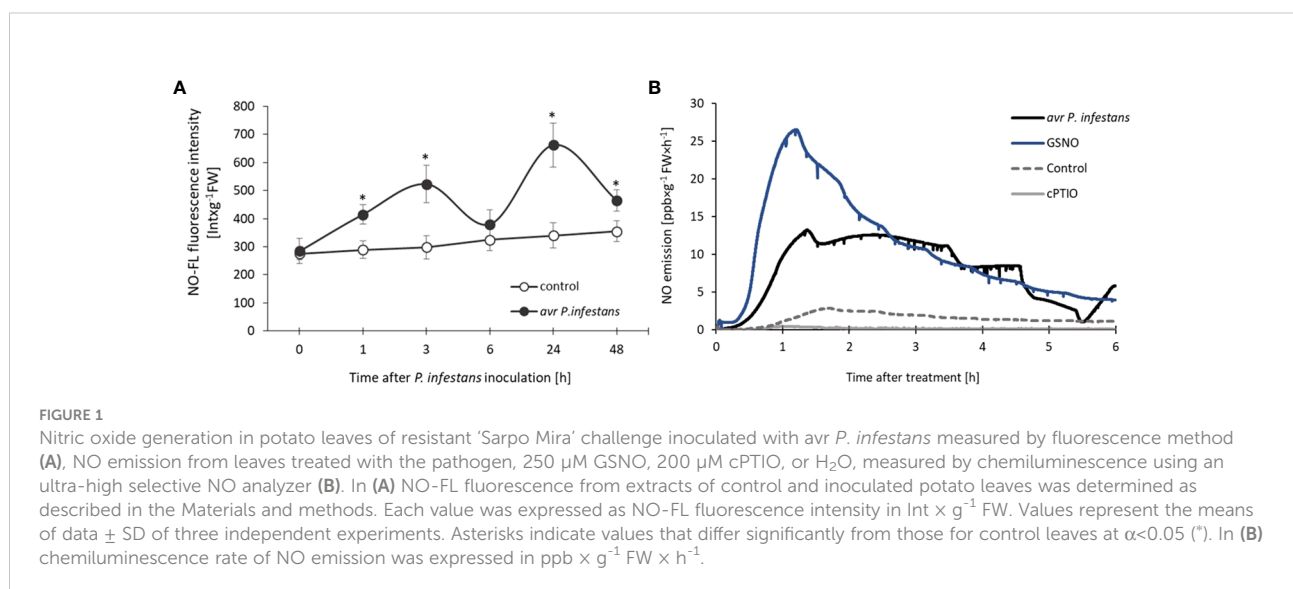 A
NO-FL fluorescence intensity
[Intxg⁻¹FW]
800
700
600
500
400
300
200
100
0
*
*
*
*
control
avr P.infestans
0 1 3 6 24 48
Time after P. infestans inoculation [h]
B
NO emission [ppb×g⁻¹ FW×h⁻¹]
30
25
20
15
10
5
0
avr P. infestans
GSNO
Control
cPTIO
0 1 2 3 4 5 6
Time after treatment [h]
FIGURE 1
Nitric oxide generation in potato leaves of resistant ‘Sarpo Mira’ challenge inoculated with avr P. infestans measured by fluorescence method
(A), NO emission from leaves treated with the pathogen, 250 µM GSNO, 200 µM cPTIO, or H₂O, measured by chemiluminescence using an
ultra-high selective NO analyzer (B). In (A) NO-FL fluorescence from extracts of control and inoculated potato leaves was determined as
described in the Materials and methods. Each value was expressed as NO-FL fluorescence intensity in Int × g⁻¹ FW. Values represent the means
of data ± SD of three independent experiments. Asterisks indicate values that differ significantly from those for control leaves at α<0.05 (*). In (B)
chemiluminescence rate of NO emission was expressed in ppb × g⁻¹ FW × h⁻¹.